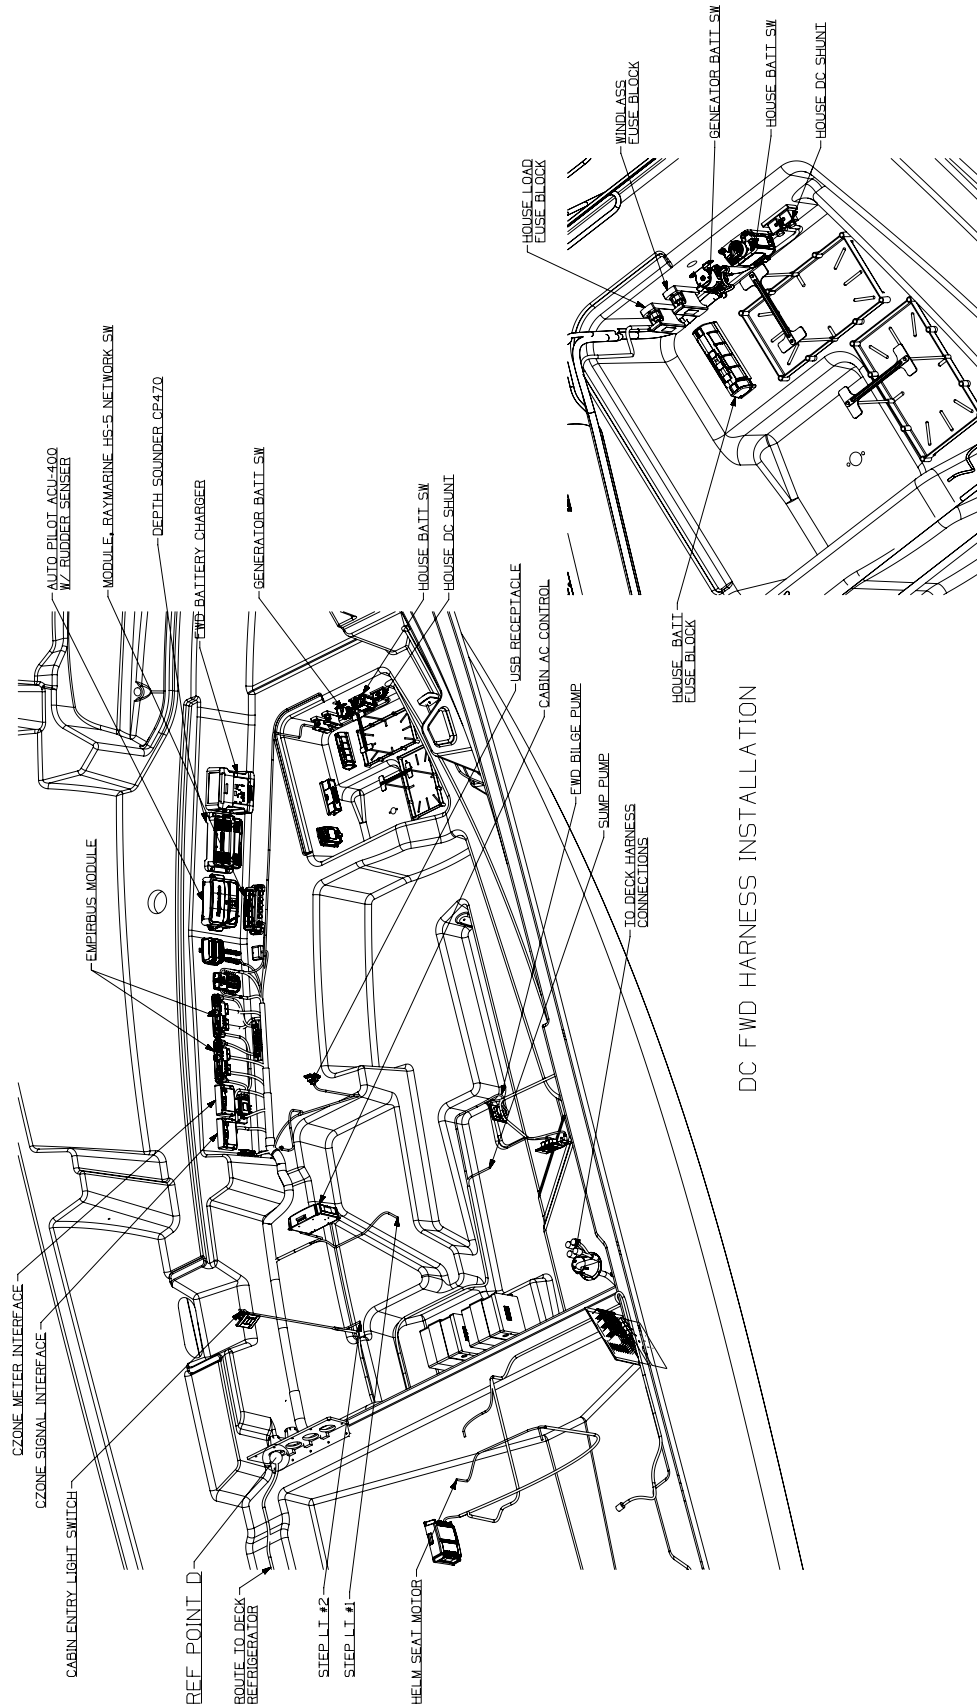 AUTO PILOT ACU-400
W/ RUDDER SENSER
MODULE, RAYMARINE HS-5 NETWORK SW
DEPTH SOUNDER CP470
FWD BATTERY CHARGER
GENERATOR BATT SW
HOUSE BATT SW
HOUSE DC SHUNT
USB RECEPTACLE
CABIN AC CONTROL
FWD BILGE PUMP
SUMP PUMP
TO DECK HARNESS
CONNECTIONS
EMPIRBUS MODULE
CZONE METER INTERFACE
CZONE SIGNAL INTERFACE
CABIN ENTRY LIGHT SWITCH
REF POINT D
ROUTE TO DECK
REFRIGERATOR
STEP LT #2
STEP LT #1
HELM SEAT MOTOR
HOUSE LOAD
FUSE BLOCK
WINDLASS
FUSE BLOCK
GENEATOR BATT SW
HOUSE BATT SW
HOUSE DC SHUNT
HOUSE BATT
FUSE BLOCK
DC FWD HARNESS INSTALLATION